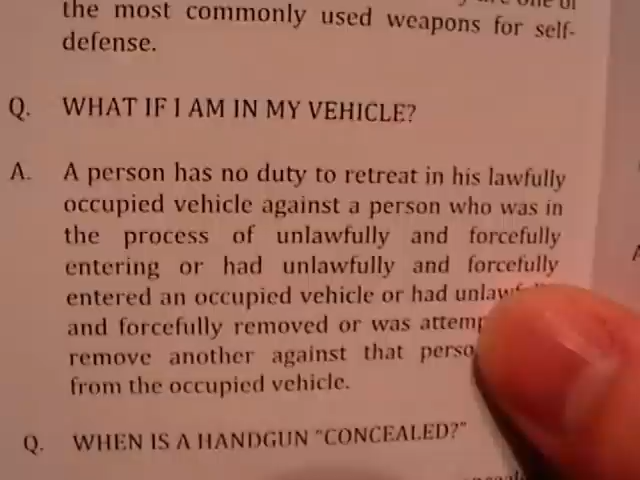 the most commonly used weapons for self-
defense.
Q. WHAT IF I AM IN MY VEHICLE?
A. A person has no duty to retreat in his lawfully
occupied vehicle against a person who was in
the process of unlawfully and forcefully
entering or had unlawfully and forcefully
entered an occupied vehicle or had
and forcefully removed or was
remove another against that
from the occupied vehicle.
Q. WHEN IS A HANDGUN "CONCEALED?"